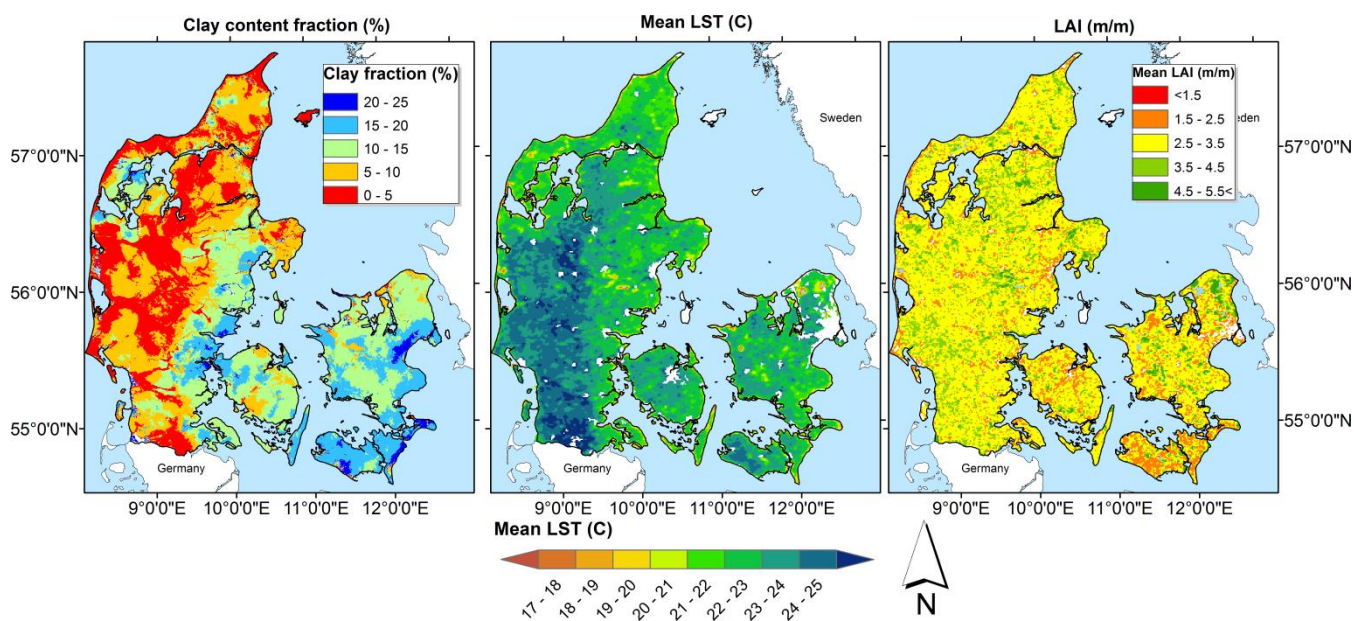 Clay content fraction (%)
Mean LST (C)
LAI (m/m)
Clay fraction (%)
20 - 25
15 - 20
10 - 15
5 - 10
0 - 5
Sweden
Mean LAI (m/m)
<1.5
1.5 - 2.5
2.5 - 3.5
3.5 - 4.5
4.5 - 5.5<
eden
57°0'0"N
56°0'0"N
55°0'0"N
57°0'0"N
56°0'0"N
55°0'0"N
Germany
Germany
Germany
9°0'0"E 10°0'0"E 11°0'0"E 12°0'0"E
9°0'0"E 10°0'0"E 11°0'0"E 12°0'0"E
9°0'0"E 10°0'0"E 11°0'0"E 12°0'0"E
Mean LST (C)
17 - 18
18 - 19
19 - 20
20 - 21
21 - 22
22 - 23
23 - 24
24 - 25
N